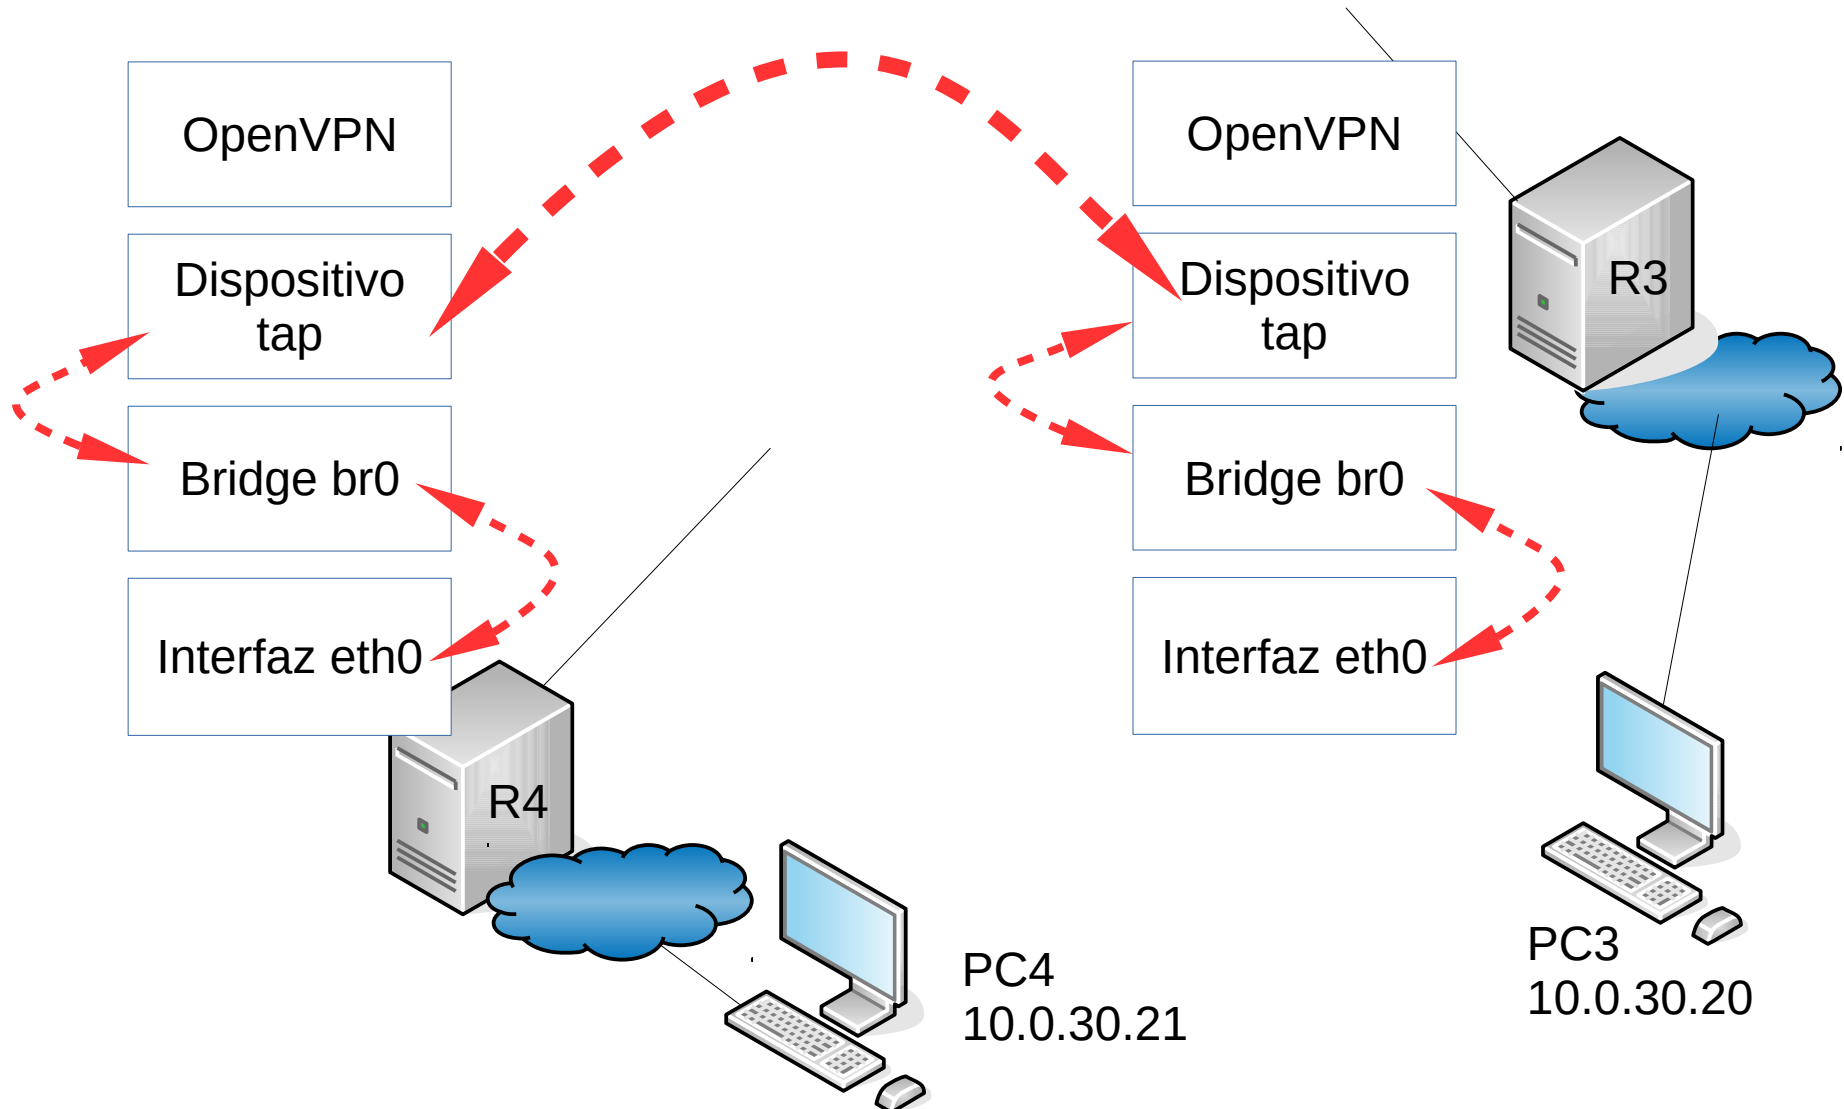 OpenVPN
Dispositivo
tap
Bridge br0
Interfaz eth0
R4
PC4
10.0.30.21
OpenVPN
Dispositivo
tap
Bridge br0
Interfaz eth0
R3
PC3
10.0.30.20